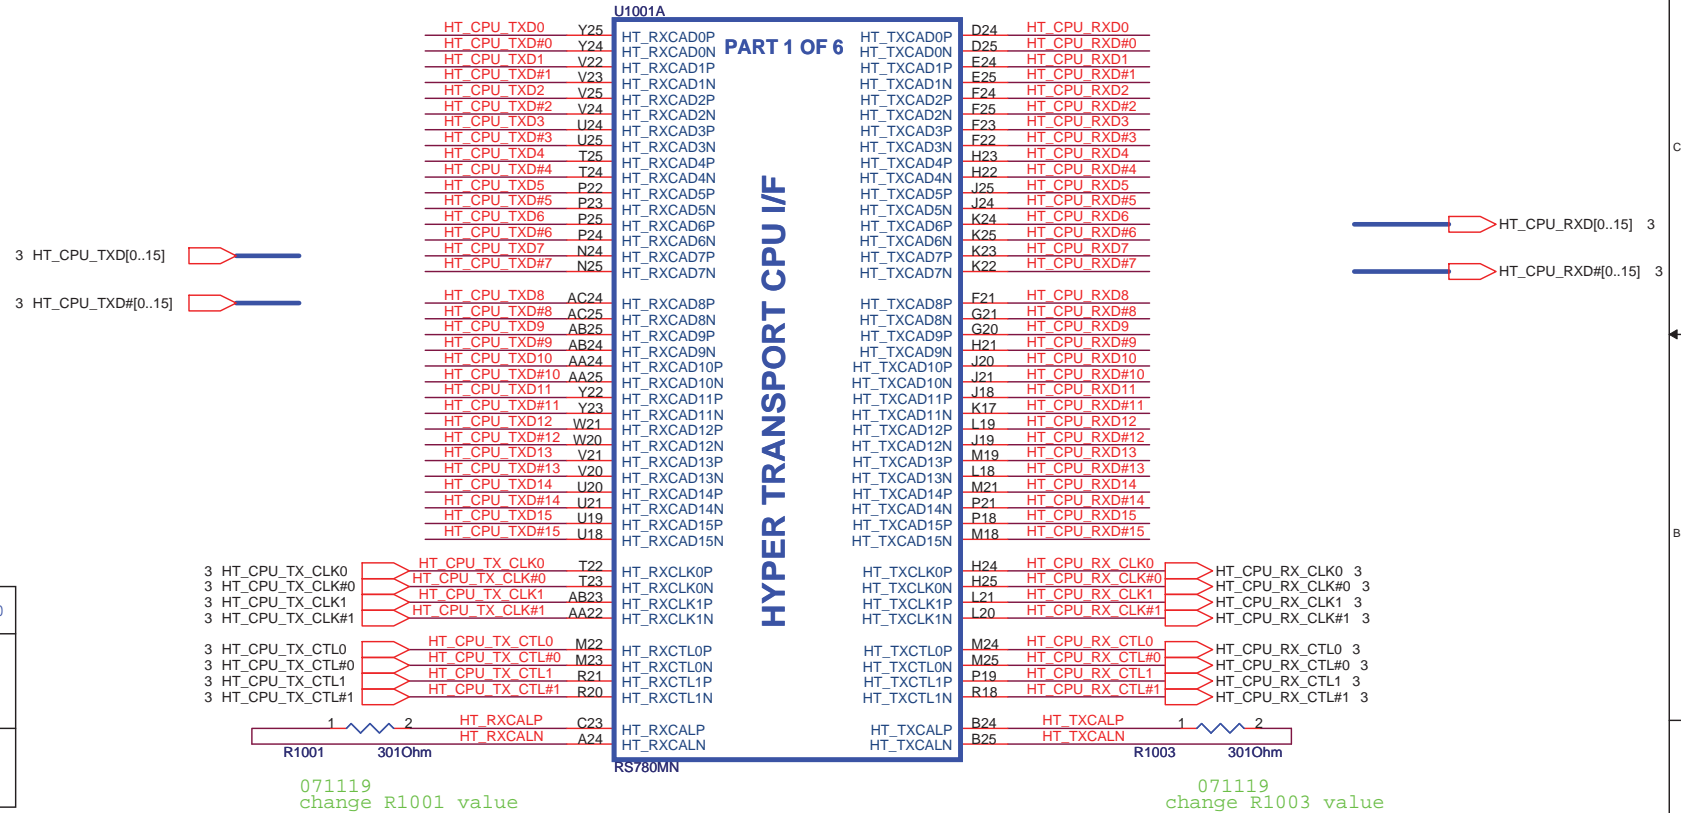 U1001A
PART 1 OF 6
HYPER TRANSPORT CPU I/F
HT_CPU_TXD0 Y25 HT_RXCAD0P HT_TXCAD0P D24 HT_CPU_RXD0
HT_CPU_TXD#0 Y24 HT_RXCAD0N HT_TXCAD0N D25 HT_CPU_RXD#0
HT_CPU_TXD1 V22 HT_RXCAD1P HT_TXCAD1P E24 HT_CPU_RXD1
HT_CPU_TXD#1 V23 HT_RXCAD1N HT_TXCAD1N E25 HT_CPU_RXD#1
HT_CPU_TXD2 V25 HT_RXCAD2P HT_TXCAD2P F24 HT_CPU_RXD2
HT_CPU_TXD#2 V24 HT_RXCAD2N HT_TXCAD2N F25 HT_CPU_RXD#2
HT_CPU_TXD3 U24 HT_RXCAD3P HT_TXCAD3P F23 HT_CPU_RXD3
HT_CPU_TXD#3 U25 HT_RXCAD3N HT_TXCAD3N F22 HT_CPU_RXD#3
HT_CPU_TXD4 T25 HT_RXCAD4P HT_TXCAD4P H23 HT_CPU_RXD4
C
HT_CPU_TXD#4 T24 HT_RXCAD4N HT_TXCAD4N H22 HT_CPU_RXD#4
HT_CPU_TXD5 P22 HT_RXCAD5P HT_TXCAD5P J25 HT_CPU_RXD5
HT_CPU_TXD#5 P23 HT_RXCAD5N HT_TXCAD5N J24 HT_CPU_RXD#5
HT_CPU_TXD6 P25 HT_RXCAD6P HT_TXCAD6P K24 HT_CPU_RXD6
HT_CPU_RXD[0..15] 3
HT_CPU_TXD#6 P24 HT_RXCAD6N HT_TXCAD6N K25 HT_CPU_RXD#6
HT_CPU_TXD7 N24 HT_RXCAD7P HT_TXCAD7P K23 HT_CPU_RXD7
3 HT_CPU_TXD[0..15]
HT_CPU_TXD#7 N25 HT_RXCAD7N HT_TXCAD7N K22 HT_CPU_RXD#7
HT_CPU_RXD#[0..15] 3
3 HT_CPU_TXD#[0..15]
HT_CPU_TXD8 AC24 HT_RXCAD8P HT_TXCAD8P F21 HT_CPU_RXD8
HT_CPU_TXD#8 AC25 HT_RXCAD8N HT_TXCAD8N G21 HT_CPU_RXD#8
HT_CPU_TXD9 AB25 HT_RXCAD9P HT_TXCAD9P G20 HT_CPU_RXD9
HT_CPU_TXD#9 AB24 HT_RXCAD9N HT_TXCAD9N H21 HT_CPU_RXD#9
HT_CPU_TXD10 AA24 HT_RXCAD10P HT_TXCAD10P J20 HT_CPU_RXD10
HT_CPU_TXD#10 AA25 HT_RXCAD10N HT_TXCAD10N J21 HT_CPU_RXD#10
HT_CPU_TXD11 Y22 HT_RXCAD11P HT_TXCAD11P J18 HT_CPU_RXD11
HT_CPU_TXD#11 Y23 HT_RXCAD11N HT_TXCAD11N K17 HT_CPU_RXD#11
HT_CPU_TXD12 W21 HT_RXCAD12P HT_TXCAD12P L19 HT_CPU_RXD12
HT_CPU_TXD#12 W20 HT_RXCAD12N HT_TXCAD12N J19 HT_CPU_RXD#12
HT_CPU_TXD13 V21 HT_RXCAD13P HT_TXCAD13P M19 HT_CPU_RXD13
HT_CPU_TXD#13 V20 HT_RXCAD13N HT_TXCAD13N L18 HT_CPU_RXD#13
HT_CPU_TXD14 U20 HT_RXCAD14P HT_TXCAD14P M21 HT_CPU_RXD14
HT_CPU_TXD#14 U21 HT_RXCAD14N HT_TXCAD14N P21 HT_CPU_RXD#14
HT_CPU_TXD15 U19 HT_RXCAD15P HT_TXCAD15P P18 HT_CPU_RXD15
HT_CPU_TXD#15 U18 HT_RXCAD15N HT_TXCAD15N M18 HT_CPU_RXD#15
B
3 HT_CPU_TX_CLK0 HT_CPU_TX_CLK0 T22 HT_RXCLK0P HT_TXCLK0P H24 HT_CPU_RX_CLK0 HT_CPU_RX_CLK0 3
3 HT_CPU_TX_CLK#0 HT_CPU_TX_CLK#0 T23 HT_RXCLK0N HT_TXCLK0N H25 HT_CPU_RX_CLK#0 HT_CPU_RX_CLK#0 3
3 HT_CPU_TX_CLK1 HT_CPU_TX_CLK1 AB23 HT_RXCLK1P HT_TXCLK1P L21 HT_CPU_RX_CLK1 HT_CPU_RX_CLK1 3
3 HT_CPU_TX_CLK#1 HT_CPU_TX_CLK#1 AA22 HT_RXCLK1N HT_TXCLK1N L20 HT_CPU_RX_CLK#1 HT_CPU_RX_CLK#1 3
3 HT_CPU_TX_CTL0 HT_CPU_TX_CTL0 M22 HT_RXCTL0P HT_TXCTL0P M24 HT_CPU_RX_CTL0 HT_CPU_RX_CTL0 3
3 HT_CPU_TX_CTL#0 HT_CPU_TX_CTL#0 M23 HT_RXCTL0N HT_TXCTL0N M25 HT_CPU_RX_CTL#0 HT_CPU_RX_CTL#0 3
3 HT_CPU_TX_CTL1 HT_CPU_TX_CTL1 R21 HT_RXCTL1P HT_TXCTL1P P19 HT_CPU_RX_CTL1 HT_CPU_RX_CTL1 3
3 HT_CPU_TX_CTL#1 HT_CPU_TX_CTL#1 R20 HT_RXCTL1N HT_TXCTL1N R18 HT_CPU_RX_CTL#1 HT_CPU_RX_CTL#1 3
1 2 HT_RXCALP C23 HT_RXCALP HT_TXCALP B24 HT_TXCALP 1 2
HT_RXCALN A24 HT_RXCALN HT_TXCALN B25 HT_TXCALN
R1001 301Ohm R1003 301Ohm
RS780MN
071119 071119
change R1001 value change R1003 value